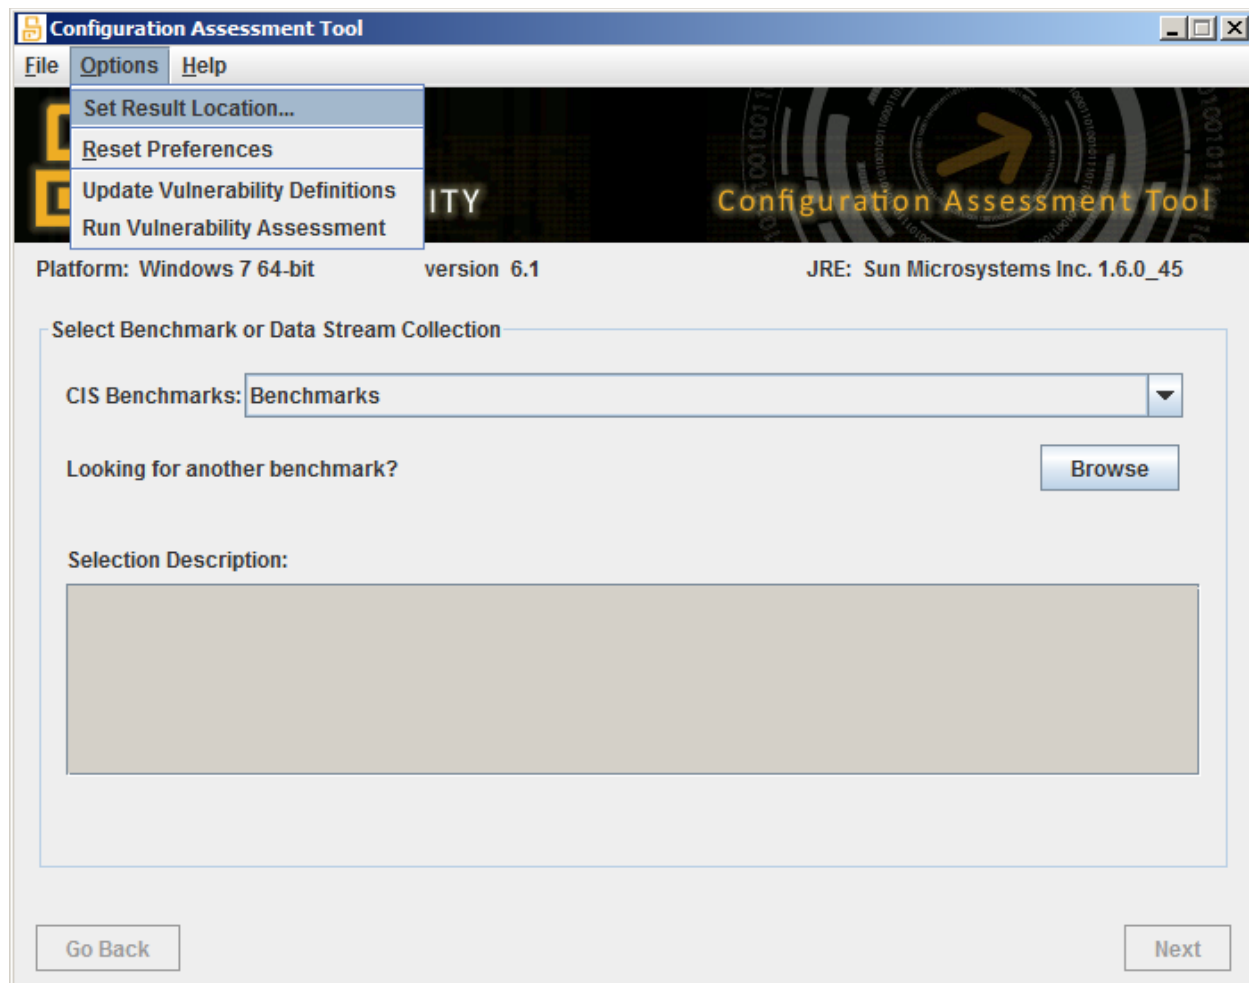 Configuration Assessment Tool
File Options Help
Set Result Location...
Reset Preferences
Update Vulnerability Definitions
Run Vulnerability Assessment
ITY
Configuration Assessment Tool
Platform: Windows 7 64-bit version 6.1 JRE: Sun Microsystems Inc. 1.6.0_45
Select Benchmark or Data Stream Collection
CIS Benchmarks: Benchmarks
Looking for another benchmark? Browse
Selection Description:
Go Back Next